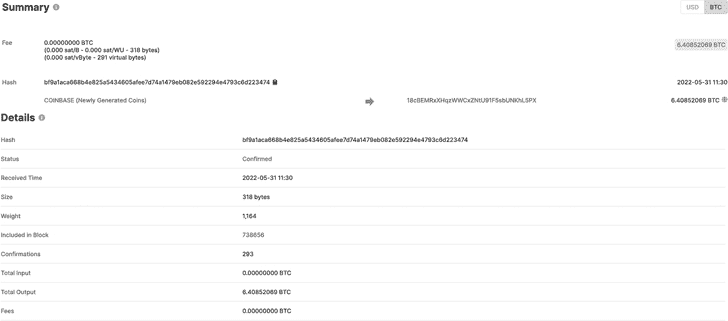 Summary
USD BTC
Fee 0.00000000 BTC 6.40852069 BTC
(0.000 sat/B - 0.000 sat/WU - 318 bytes)
(0.000 sat/vByte - 291 virtual bytes)
Hash bf9a1aca668b4e825a5434605afee7d74a1479eb082e592294e4793c6d223474 2022-05-31 11:30
COINBASE (Newly Generated Coins) 18cBEMRxXHqzWWCxZNtU91F5sbUNKhL5PX 6.40852069 BTC
Details
Hash bf9a1aca668b4e825a5434605afee7d74a1479eb082e592294e4793c6d223474
Status Confirmed
Received Time 2022-05-31 11:30
Size 318 bytes
Weight 1,164
Included in Block 738656
Confirmations 293
Total Input 0.00000000 BTC
Total Output 6.40852069 BTC
Fees 0.00000000 BTC